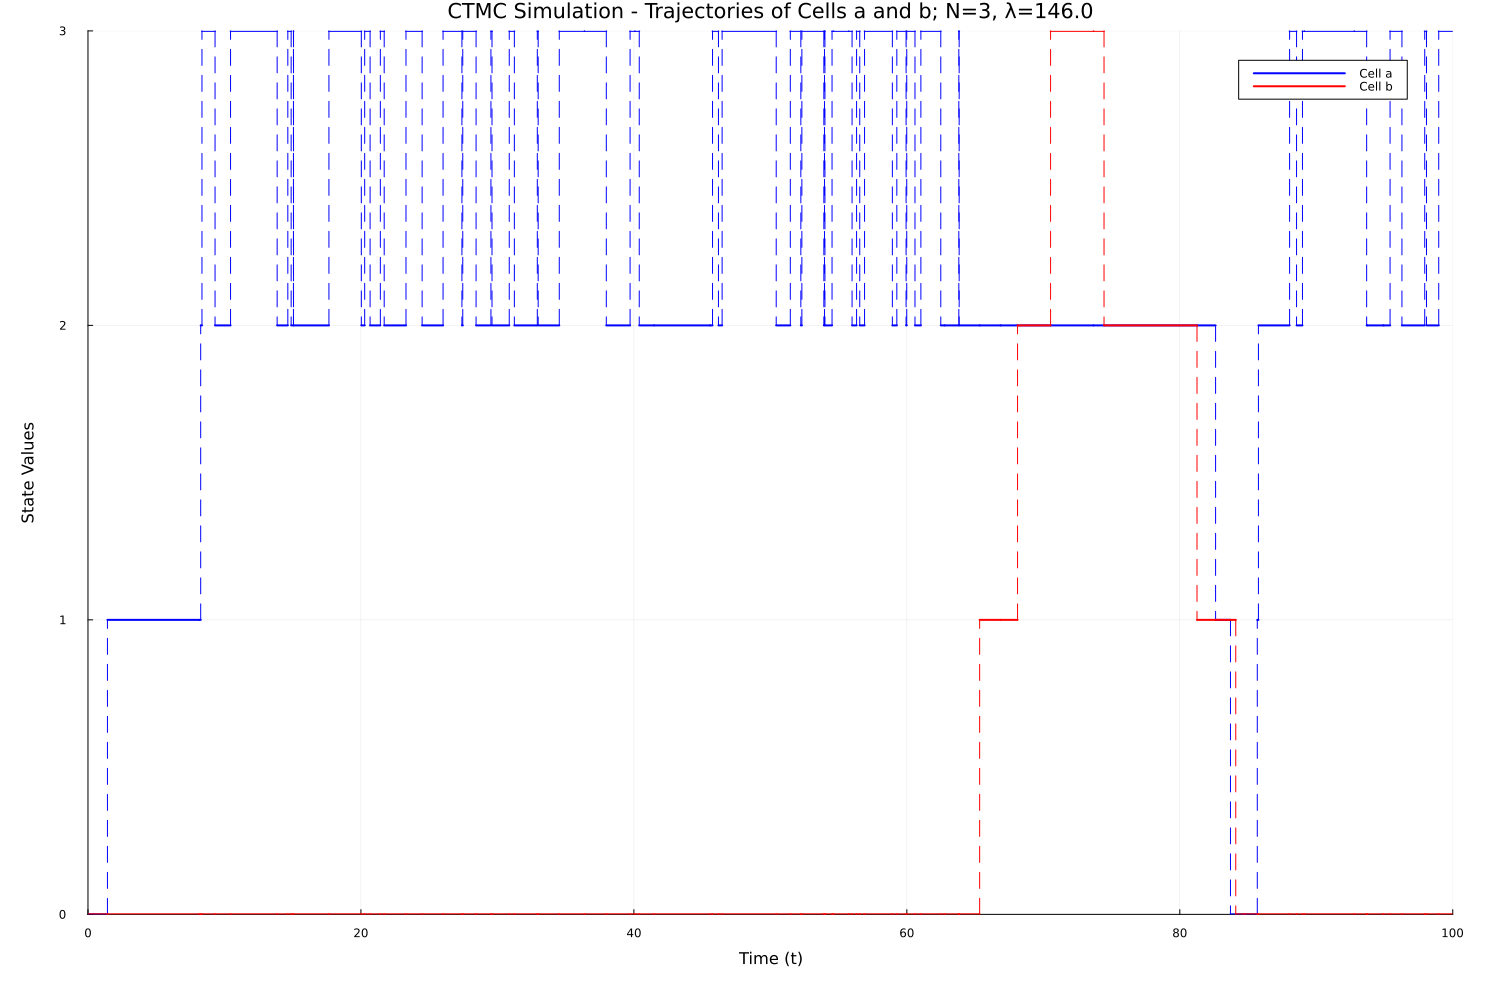 CTMC Simulation - Trajectories of Cells a and b; N=3, λ=146.0
3
Cell a
Cell b
2
State Values
1
0
0 20 40 60 80 100
Time (t)